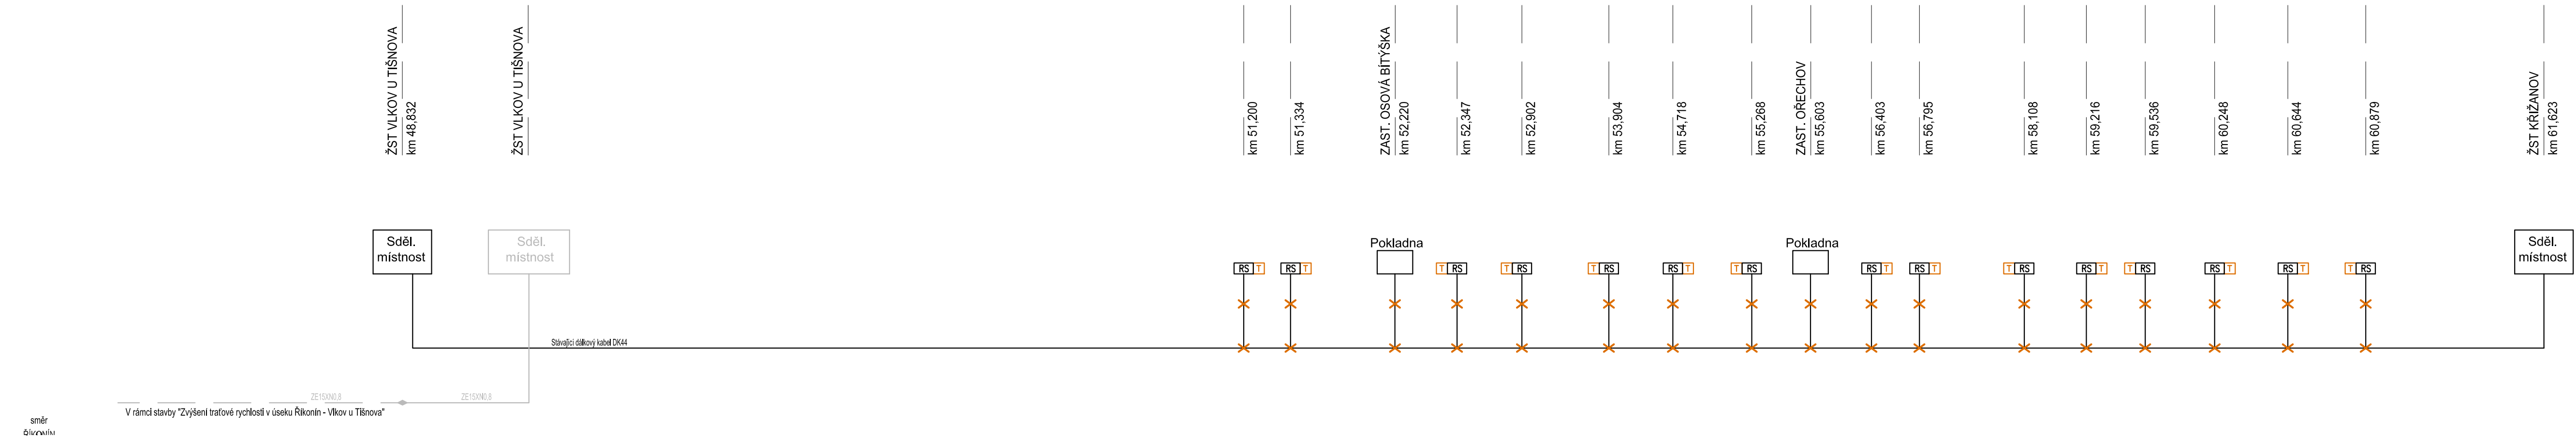 ŽST VLKOV U TIŠNOVA
km 48,832
ŽST VLKOV U TIŠNOVA
km 51,200
km 51,334
ZAST. OSOVÁ BÍTÝŠKA
km 52,220
km 52,347
km 52,902
km 53,904
km 54,718
km 55,268
ZAST. OŘECHOV
km 55,603
km 56,403
km 56,795
km 58,108
km 59,216
km 59,536
km 60,248
km 60,644
km 60,879
ŽST KŘIŽANOV
km 61,623
Sděl.
místnost
Sděl.
místnost
RS T
RS T
Pokladna
T RS
T RS
T RS
RS T
T RS
Pokladna
RS T
RS T
T RS
RS T
T RS
RS T
RS T
T RS
Sděl.
místnost
Stávající dálkový kabel DK44
ZE15XN0,8
ZE15XN0,8
V rámci stavby "Zvýšení traťové rychlosti v úseku Říkonín - Vlkov u Tišnova"
směr
ŘÍKONÍN